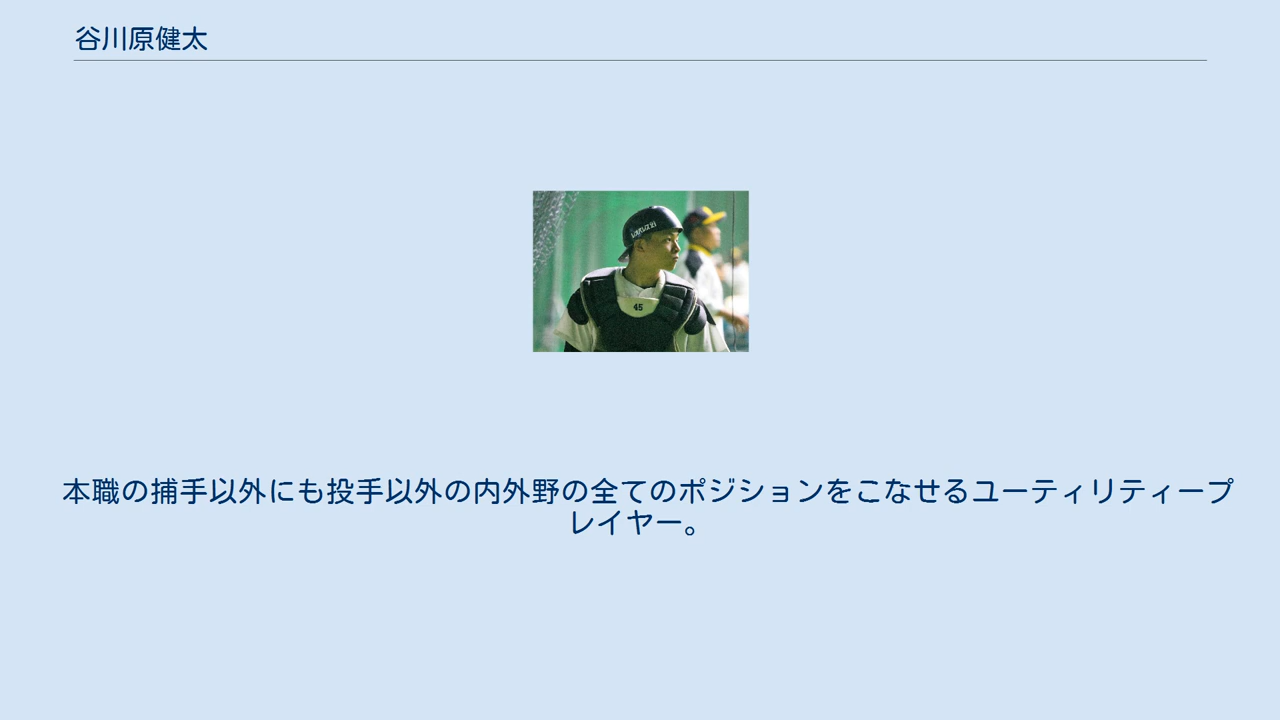 谷川原健太
45
本職の捕手以外にも投手以外の内外野の全てのポジションをこなせるユーティリティープ
レイヤー。